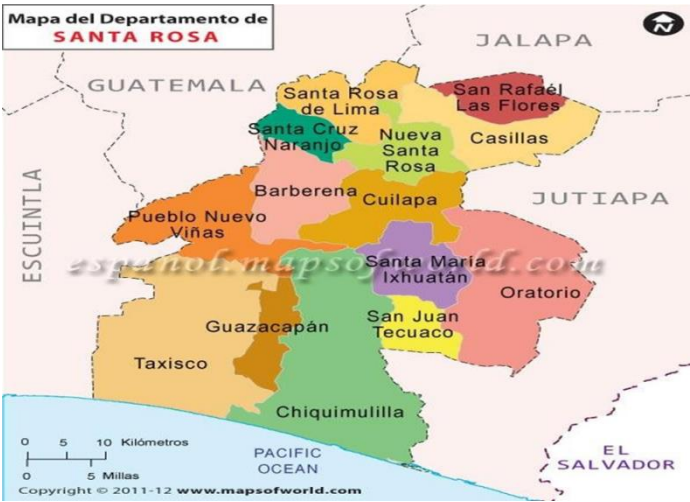 Mapa del Departamento de
SANTA ROSA
JALAPA
GUATEMALA
San Rafaél
Las Flores
Santa Rosa
de Lima
Santa Cruz
Naranjo
Nueva
Santa
Rosa
Casillas
ESCUINTLA
Barberena
Cuilapa
JUTIAPA
Pueblo Nuevo
Viñas
español.mapsofworld.com
Santa María
Ixhuatán
Oratorio
Guazacapán
San Juan
Tecuaco
Taxisco
Chiquimulilla
0 5 10 Kilómetros
0 5 Millas
PACIFIC
OCEAN
EL
SALVADOR
N
Copyright © 2011-12 www.mapsofworld.com